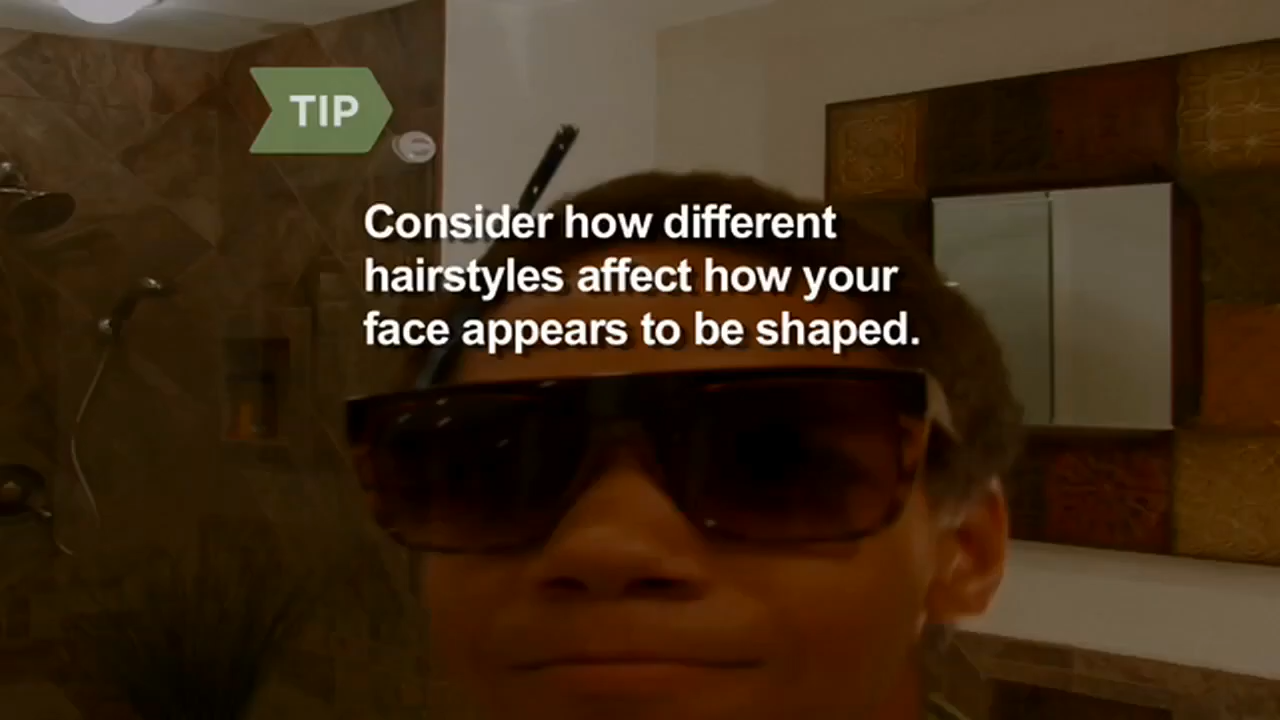 TIP
Consider how different
hairstyles affect how your
face appears to be shaped.